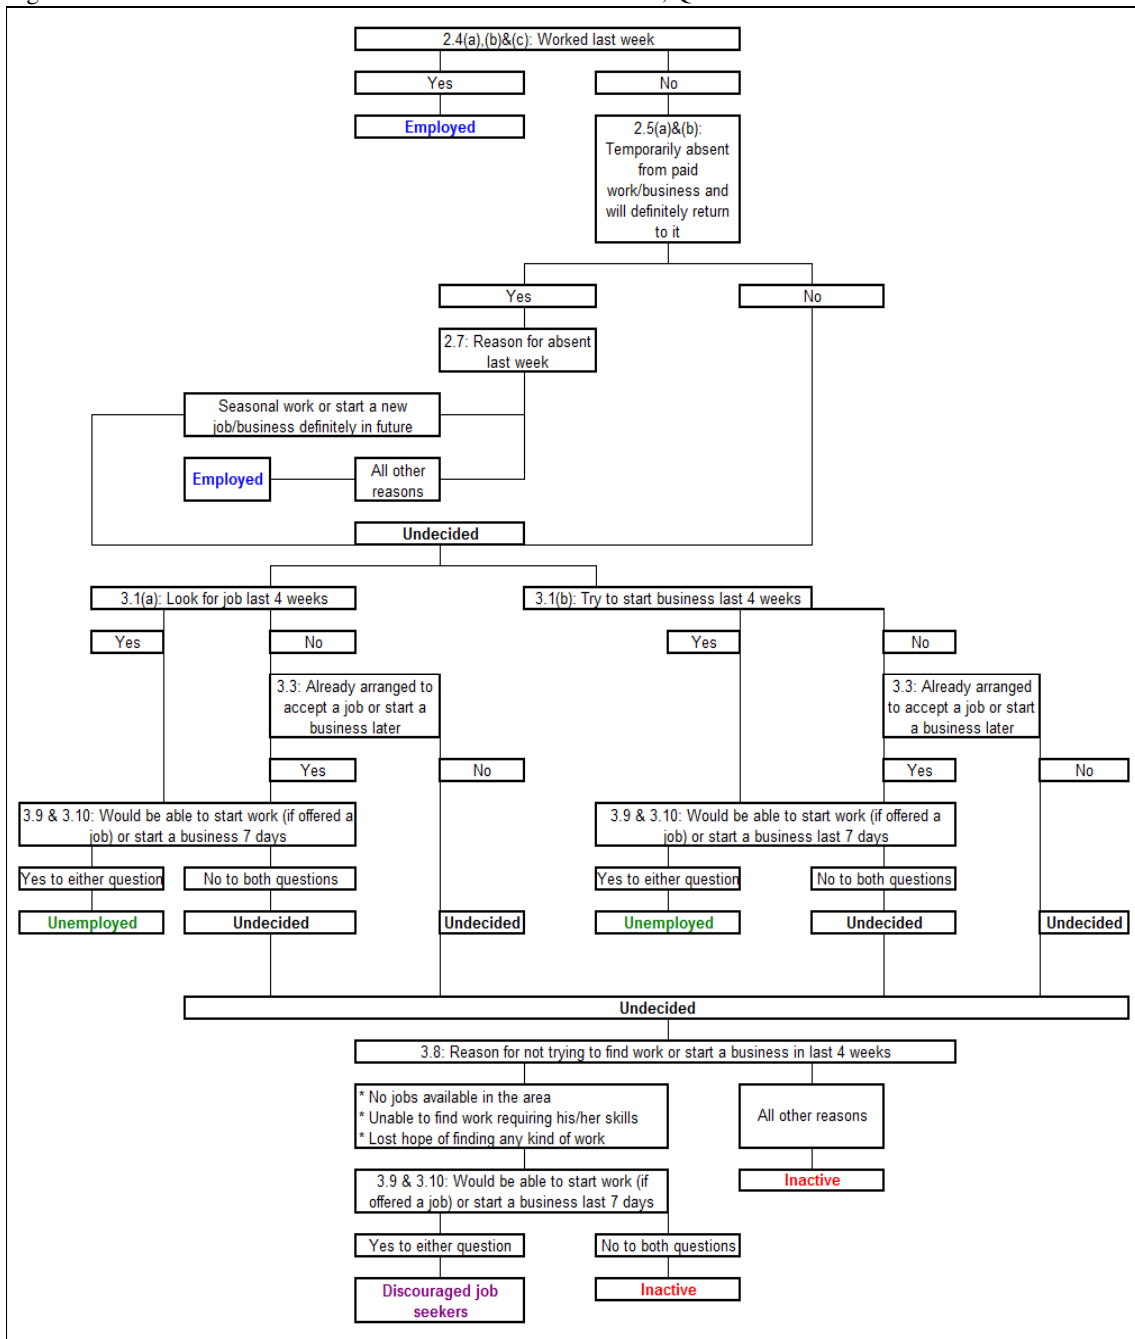 2.4(a),(b)&(c): Worked last week
Yes
No
Employed
2.5(a)&(b):
Temporarily absent
from paid
work/business and
will definitely return
to it
Yes
No
2.7: Reason for absent
last week
Seasonal work or start a new
job/business definitely in future
Employed
All other
reasons
Undecided
3.1(a): Look for job last 4 weeks
3.1(b): Try to start business last 4 weeks
Yes
No
Yes
No
3.3: Already arranged to
accept a job or start a
business later
3.3: Already arranged
to accept a job or start
a business later
Yes
No
Yes
No
3.9 & 3.10: Would be able to start work (if offered a
job) or start a business 7 days
3.9 & 3.10: Would be able to start work (if offered a
job) or start a business last 7 days
Yes to either question
No to both questions
Yes to either question
No to both questions
Unemployed
Undecided
Undecided
Unemployed
Undecided
Undecided
Undecided
3.8: Reason for not trying to find work or start a business in last 4 weeks
* No jobs available in the area
* Unable to find work requiring his/her skills
* Lost hope of finding any kind of work
All other reasons
3.9 & 3.10: Would be able to start work (if
offered a job) or start a business last 7 days
Inactive
Yes to either question
No to both questions
Discouraged job
seekers
Inactive